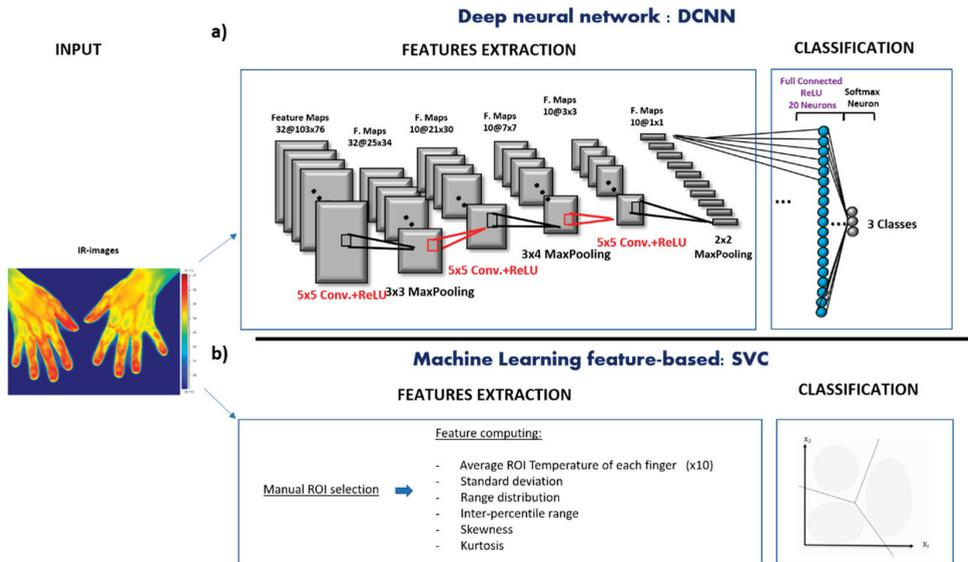 Deep neural network : DCNN
a)
INPUT
FEATURES EXTRACTION
CLASSIFICATION
Feature Maps
32@103x76
F. Maps
32@25x34
F. Maps
10@21x30
F. Maps
10@7x7
F. Maps
10@3x3
F. Maps
10@1x1
5x5 Conv.+ReLU
3x3 MaxPooling
5x5 Conv.+ReLU
3x4 MaxPooling
5x5 Conv.+ReLU
2x2
MaxPooling
Full Connected
ReLU
20 Neurons
Softmax
Neuron
...
...
3 Classes
IR-images
b)
Machine Learning feature-based: SVC
FEATURES EXTRACTION
CLASSIFICATION
Manual ROI selection
Feature computing:
- Average ROI Temperature of each finger (x10)
- Standard deviation
- Range distribution
- Inter-percentile range
- Skewness
- Kurtosis
X₂
X₁